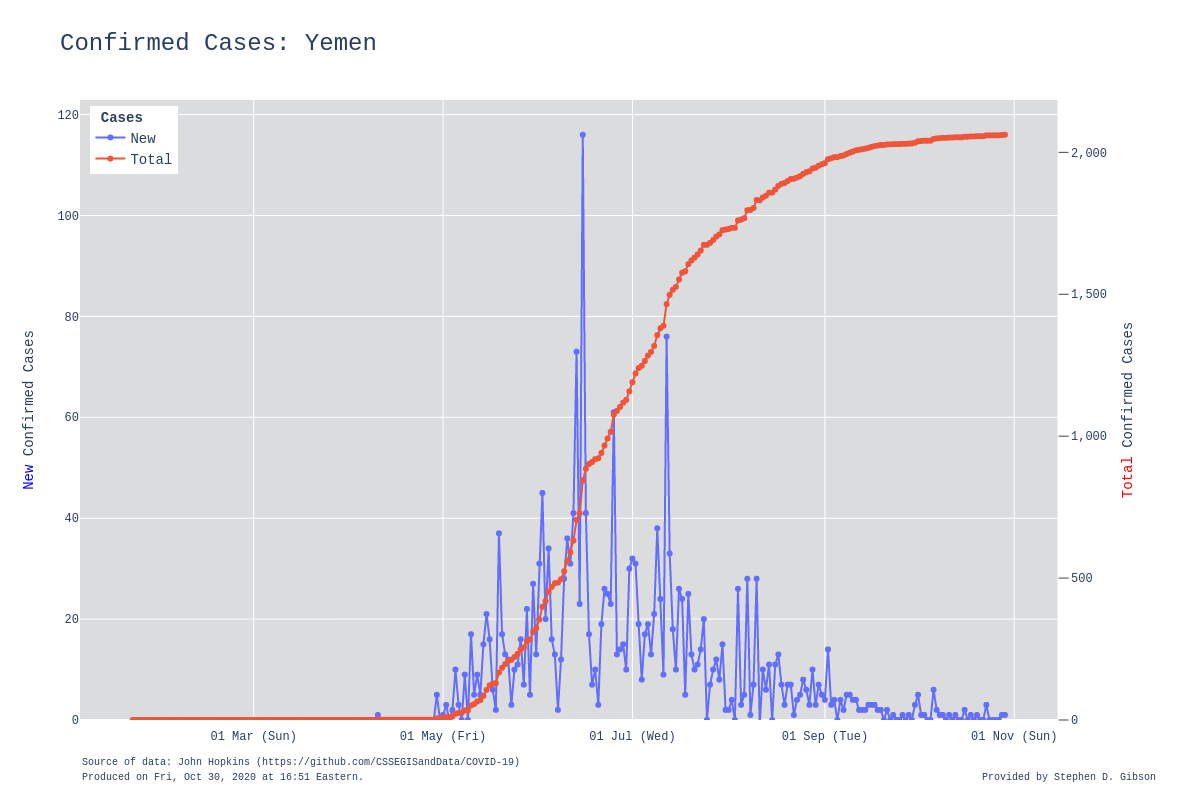 Confirmed Cases: Yemen
Cases
New
Total
120
100
80
60
40
20
0
2,000
1,500
1,000
500
0
New Confirmed Cases
Total Confirmed Cases
01 Mar (Sun)
01 May (Fri)
01 Jul (Wed)
01 Sep (Tue)
01 Nov (Sun)
Source of data: John Hopkins (https://github.com/CSSEGISandData/COVID-19)
Produced on Fri, Oct 30, 2020 at 16:51 Eastern.
Provided by Stephen D. Gibson